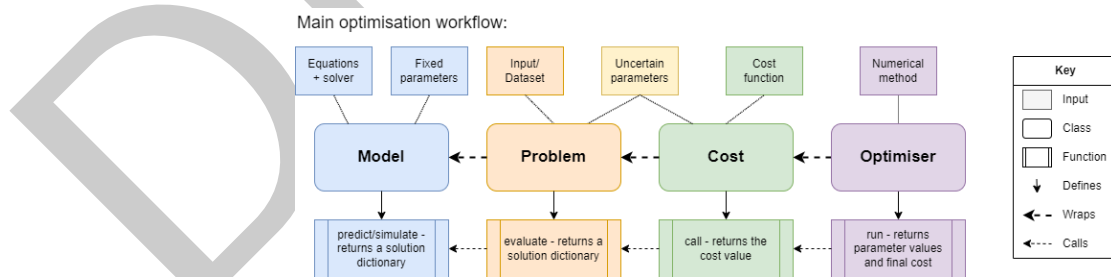 Main optimisation workflow:
Equations
+ solver
Fixed
parameters
Input/
Dataset
Uncertain
parameters
Cost
function
Numerical
method
Model
Problem
Cost
Optimiser
predict/simulate -
returns a solution
dictionary
evaluate - returns a
solution dictionary
call - returns the
cost value
run - returns
parameter values
and final cost
Key
Input
Class
Function
Defines
Wraps
Calls